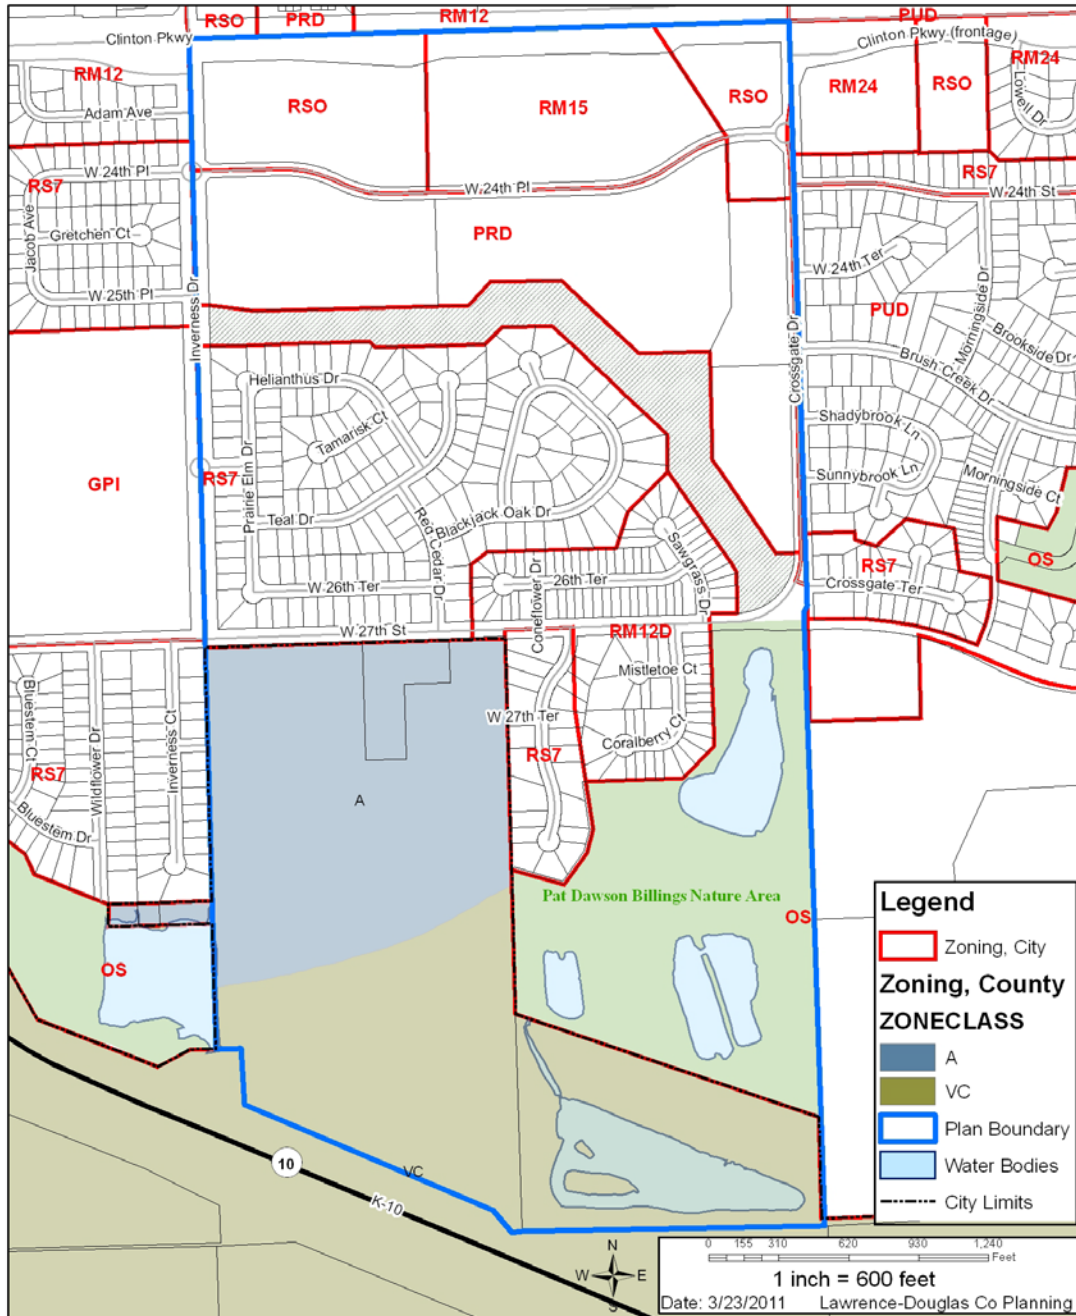 RSO
PRD
RM12
PUD
Clinton Pkwy
Clinton Pkwy (frontage)
RM12
RSO
RM15
RSO
RM24
RSO
RM24
Lowell Dr
Adam Ave
W 24th Pl
RS7
W 24th Pl
RS7
W 24th St
Jacob Ave
Gretchen Ct
PRD
W 24th Ter
Morningside Dr
W 25th Pl
Inverness Dr
Crossgate Dr
PUD
Brookside Dr
Brush Creek Dr
Helianthus Dr
Tamarisk Ct
Shadybrook Ln
GPI
RS7
Prairie Elm Dr
Sunnybrook Ln
Morningside Ct
Teal Dr
Red Cedar Dr
Blackjack Oak Dr
Sawgrass Dr
OS
RS7
W 26th Ter
Coneflower Dr
26th Ter
Crossgate Ter
W 27th St
RM12D
Mistletoe Ct
Bluestem Ct
Wildflower Dr
Inverness Ct
W 27th Ter
Coralberry Ct
RS7
RS7
A
Bluestem Dr
Pat Dawson Billings Nature Area
OS
OS
VC
10
K-10
Legend
Zoning, City
Zoning, County
ZONECLASS
A
VC
Plan Boundary
Water Bodies
City Limits
N
W E
S
0 155 310 620 930 1,240
Feet
1 inch = 600 feet
Date: 3/23/2011 Lawrence-Douglas Co Planning